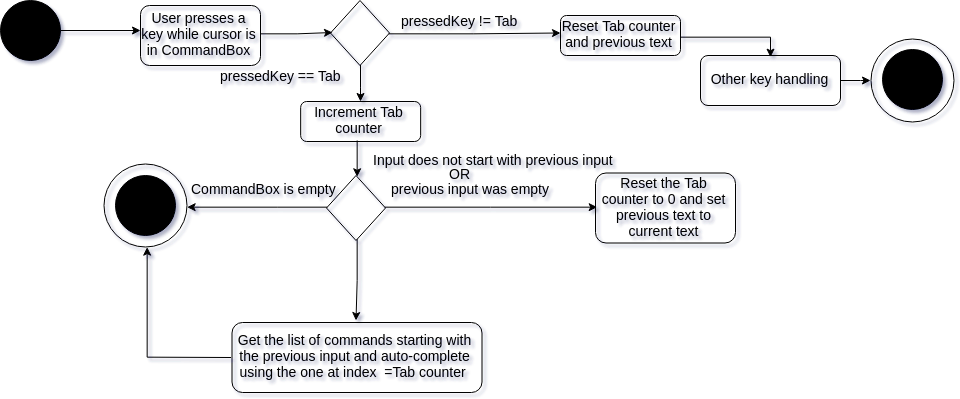 User presses a
key while cursor is
in CommandBox
pressedKey != Tab
Reset Tab counter
and previous text
Other key handling
pressedKey == Tab
Increment Tab
counter
Input does not start with previous input
OR
previous input was empty
CommandBox is empty
Reset the Tab
counter to 0 and set
previous text to
current text
Get the list of commands starting with
the previous input and auto-complete
using the one at index =Tab counter